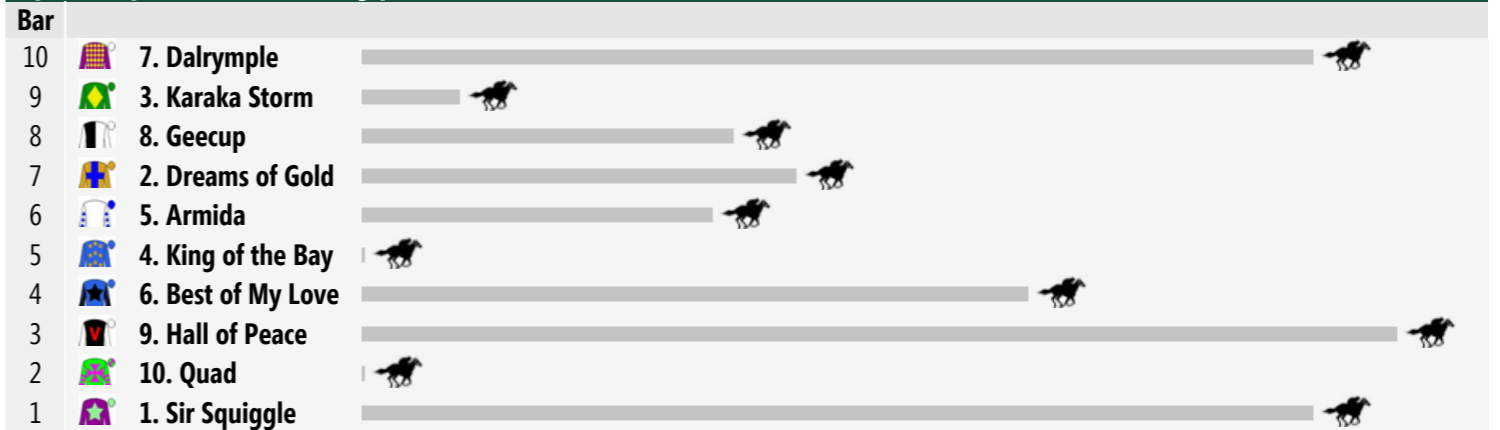 Bar
10 7. Dalrymple
9 3. Karaka Storm
8 8. Geecup
7 2. Dreams of Gold
6 5. Armida
5 4. King of the Bay
4 6. Best of My Love
3 V 9. Hall of Peace
2 10. Quad
1 1. Sir Squiggle